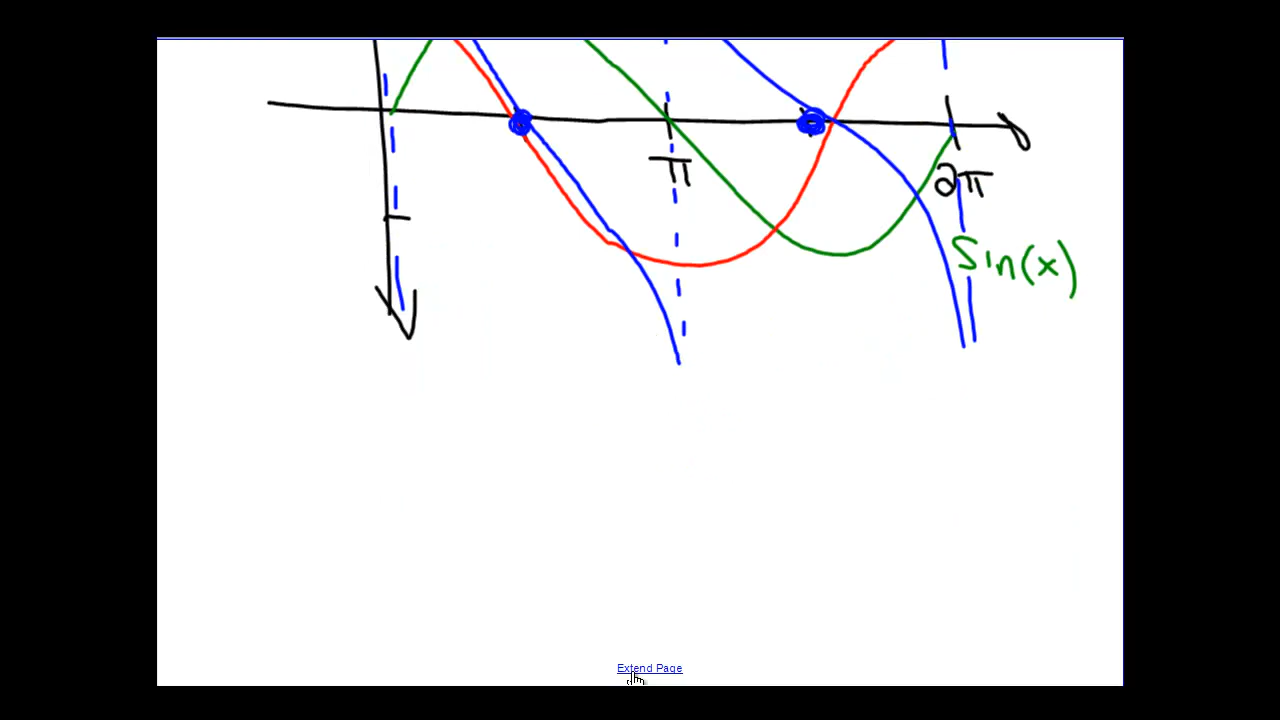 π
2π
Sin(x)
Extend Page